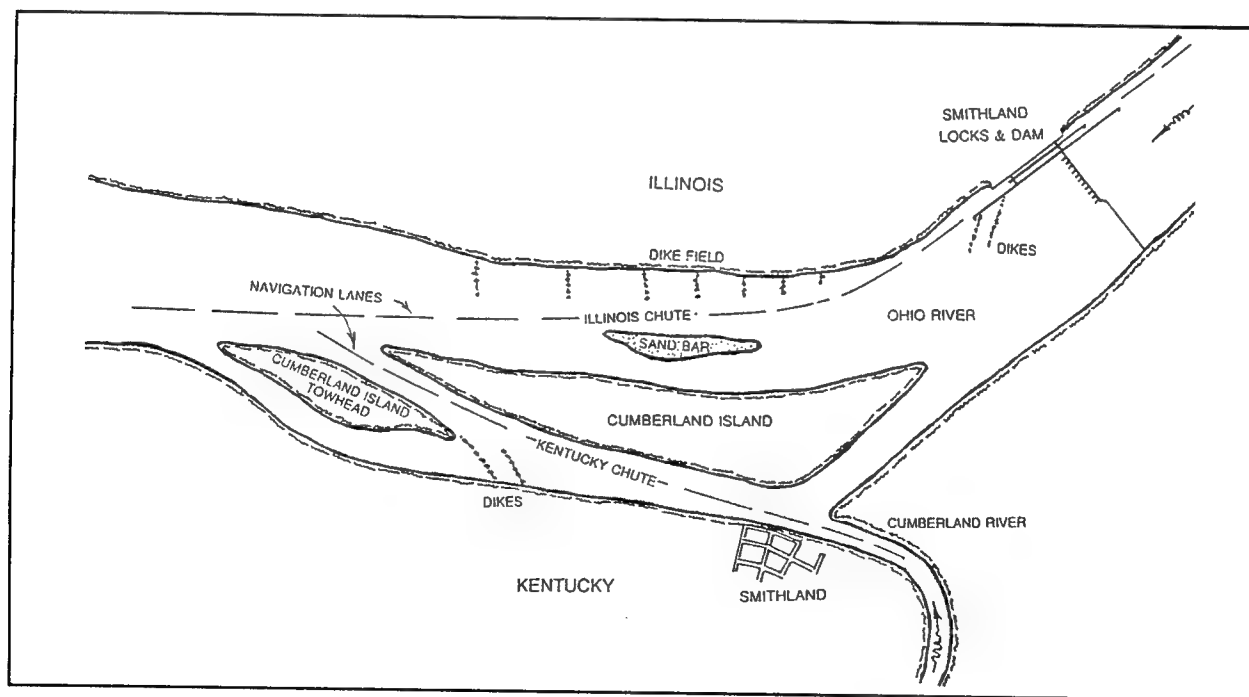 SMITHLAND
LOCKS & DAM
ILLINOIS
DIKE FIELD
DIKES
NAVIGATION LANES
ILLINOIS CHUTE
OHIO RIVER
SAND BAR
CUMBERLAND ISLAND
TOWHEAD
CUMBERLAND ISLAND
KENTUCKY CHUTE
DIKES
CUMBERLAND RIVER
KENTUCKY
SMITHLAND